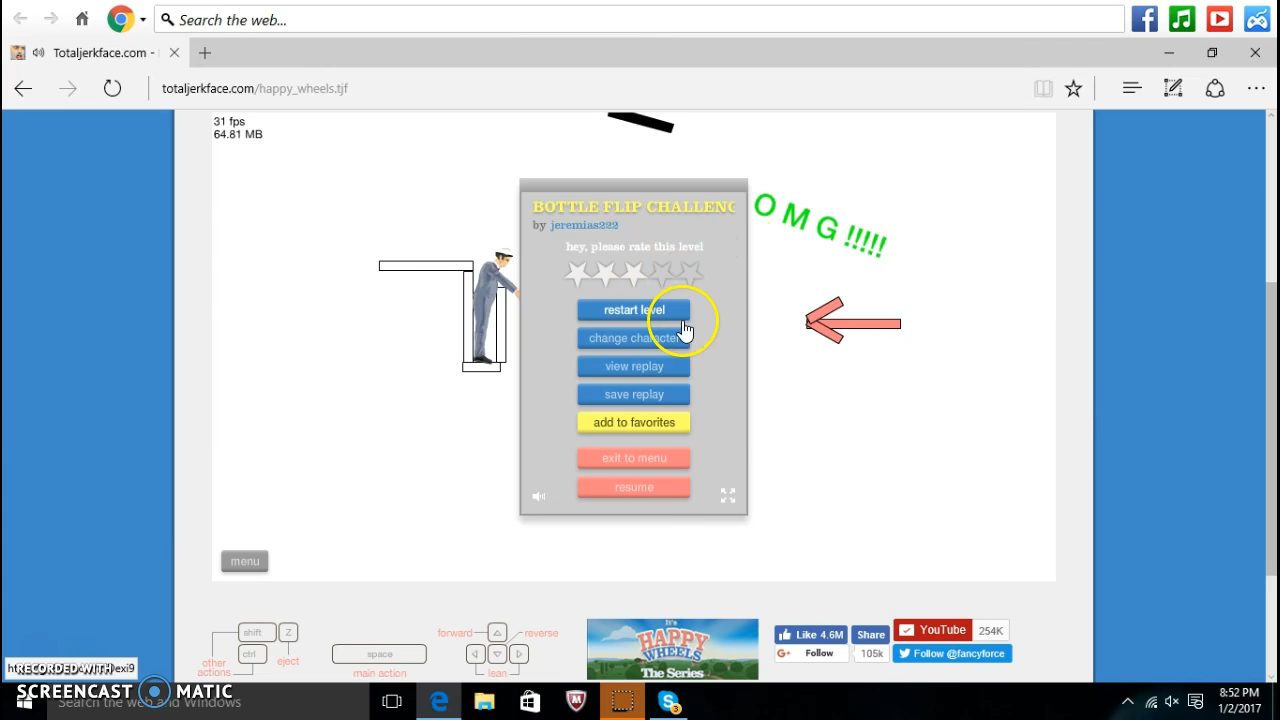 Search the web...
Totaljerkface.com -
totaljerkface.com/happy_wheels.tjf
31 fps
64.81 MB
BOTTLE FLIP CHALLENG
by jeremias222
hey, please rate this level
OMG!!!!!
restart level
change character
view replay
save replay
add to favorites
exit to menu
resume
menu
shift
Z
ctrl
other actions
eject
space
main action
forward
reverse
lean
It's
HAPPY
WHEELS
The Series
Like 4.6M
Share
YouTube
254K
G+ Follow
105k
Follow @fancyforce
RECORDED WITH
SCREENCAST MATIC
Search the web and Windows
3
8:52 PM
1/2/2017